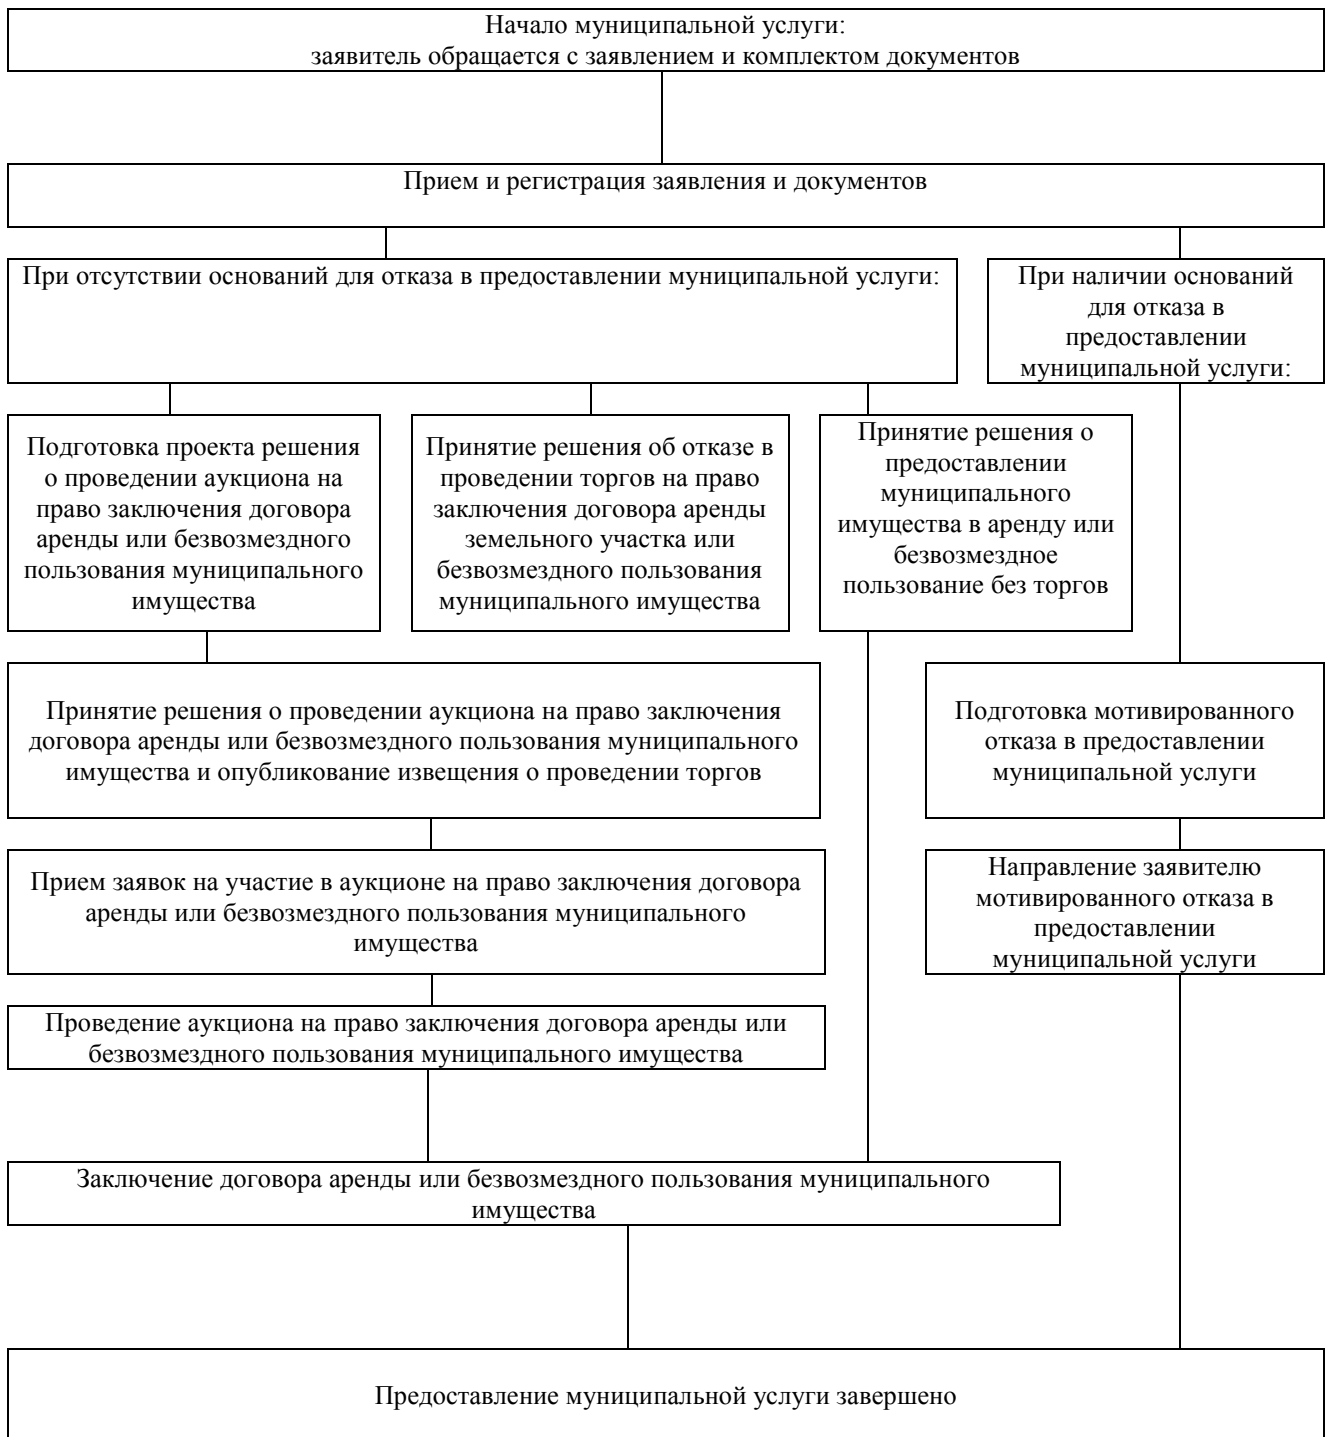 Начало муниципальной услуги:
заявитель обращается с заявлением и комплектом документов
Прием и регистрация заявления и документов
При отсутствии оснований для отказа в предоставлении муниципальной услуги:
При наличии оснований
для отказа в
предоставлении
муниципальной услуги:
Подготовка проекта решения
о проведении аукциона на
право заключения договора
аренды или безвозмездного
пользования муниципального
имущества
Принятие решения об отказе в
проведении торгов на право
заключения договора аренды
земельного участка или
безвозмездного пользования
муниципального имущества
Принятие решения о
предоставлении
муниципального
имущества в аренду или
безвозмездное
пользование без торгов
Принятие решения о проведении аукциона на право заключения
договора аренды или безвозмездного пользования муниципального
имущества и опубликование извещения о проведении торгов
Подготовка мотивированного
отказа в предоставлении
муниципальной услуги
Прием заявок на участие в аукционе на право заключения договора
аренды или безвозмездного пользования муниципального
имущества
Направление заявителю
мотивированного отказа в
предоставлении
муниципальной услуги
Проведение аукциона на право заключения договора аренды или
безвозмездного пользования муниципального имущества
Заключение договора аренды или безвозмездного пользования муниципального
имущества
Предоставление муниципальной услуги завершено